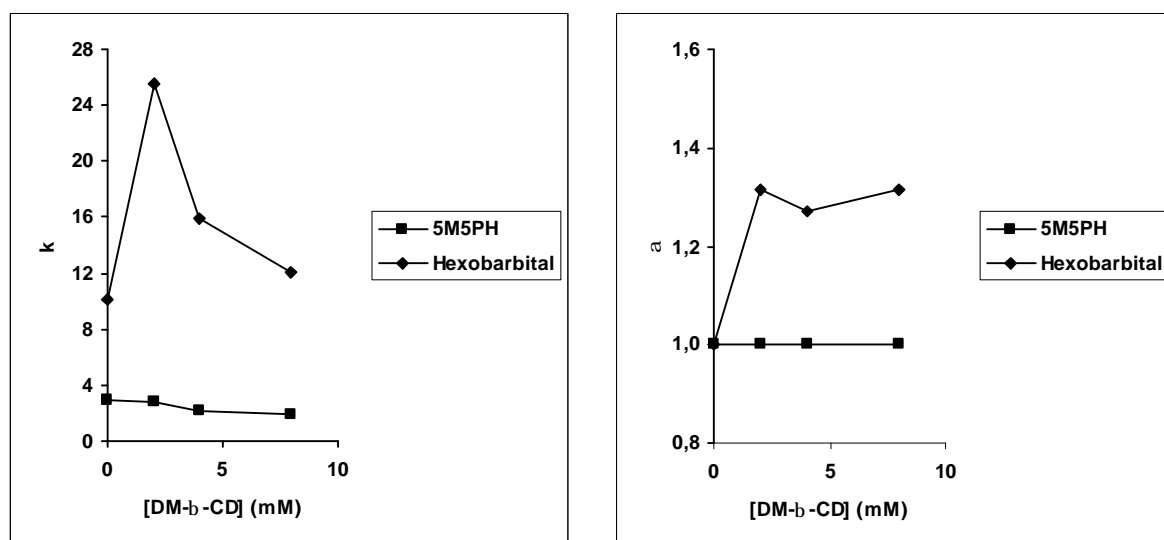 28
24
20
16
12
8
4
0
k
0 5 10
[DM-b-CD] (mM)
5M5PH
Hexobarbital
1,6
1,4
1,2
1,0
0,8
a
0 5 10
[DM-b-CD] (mM)
5M5PH
Hexobarbital